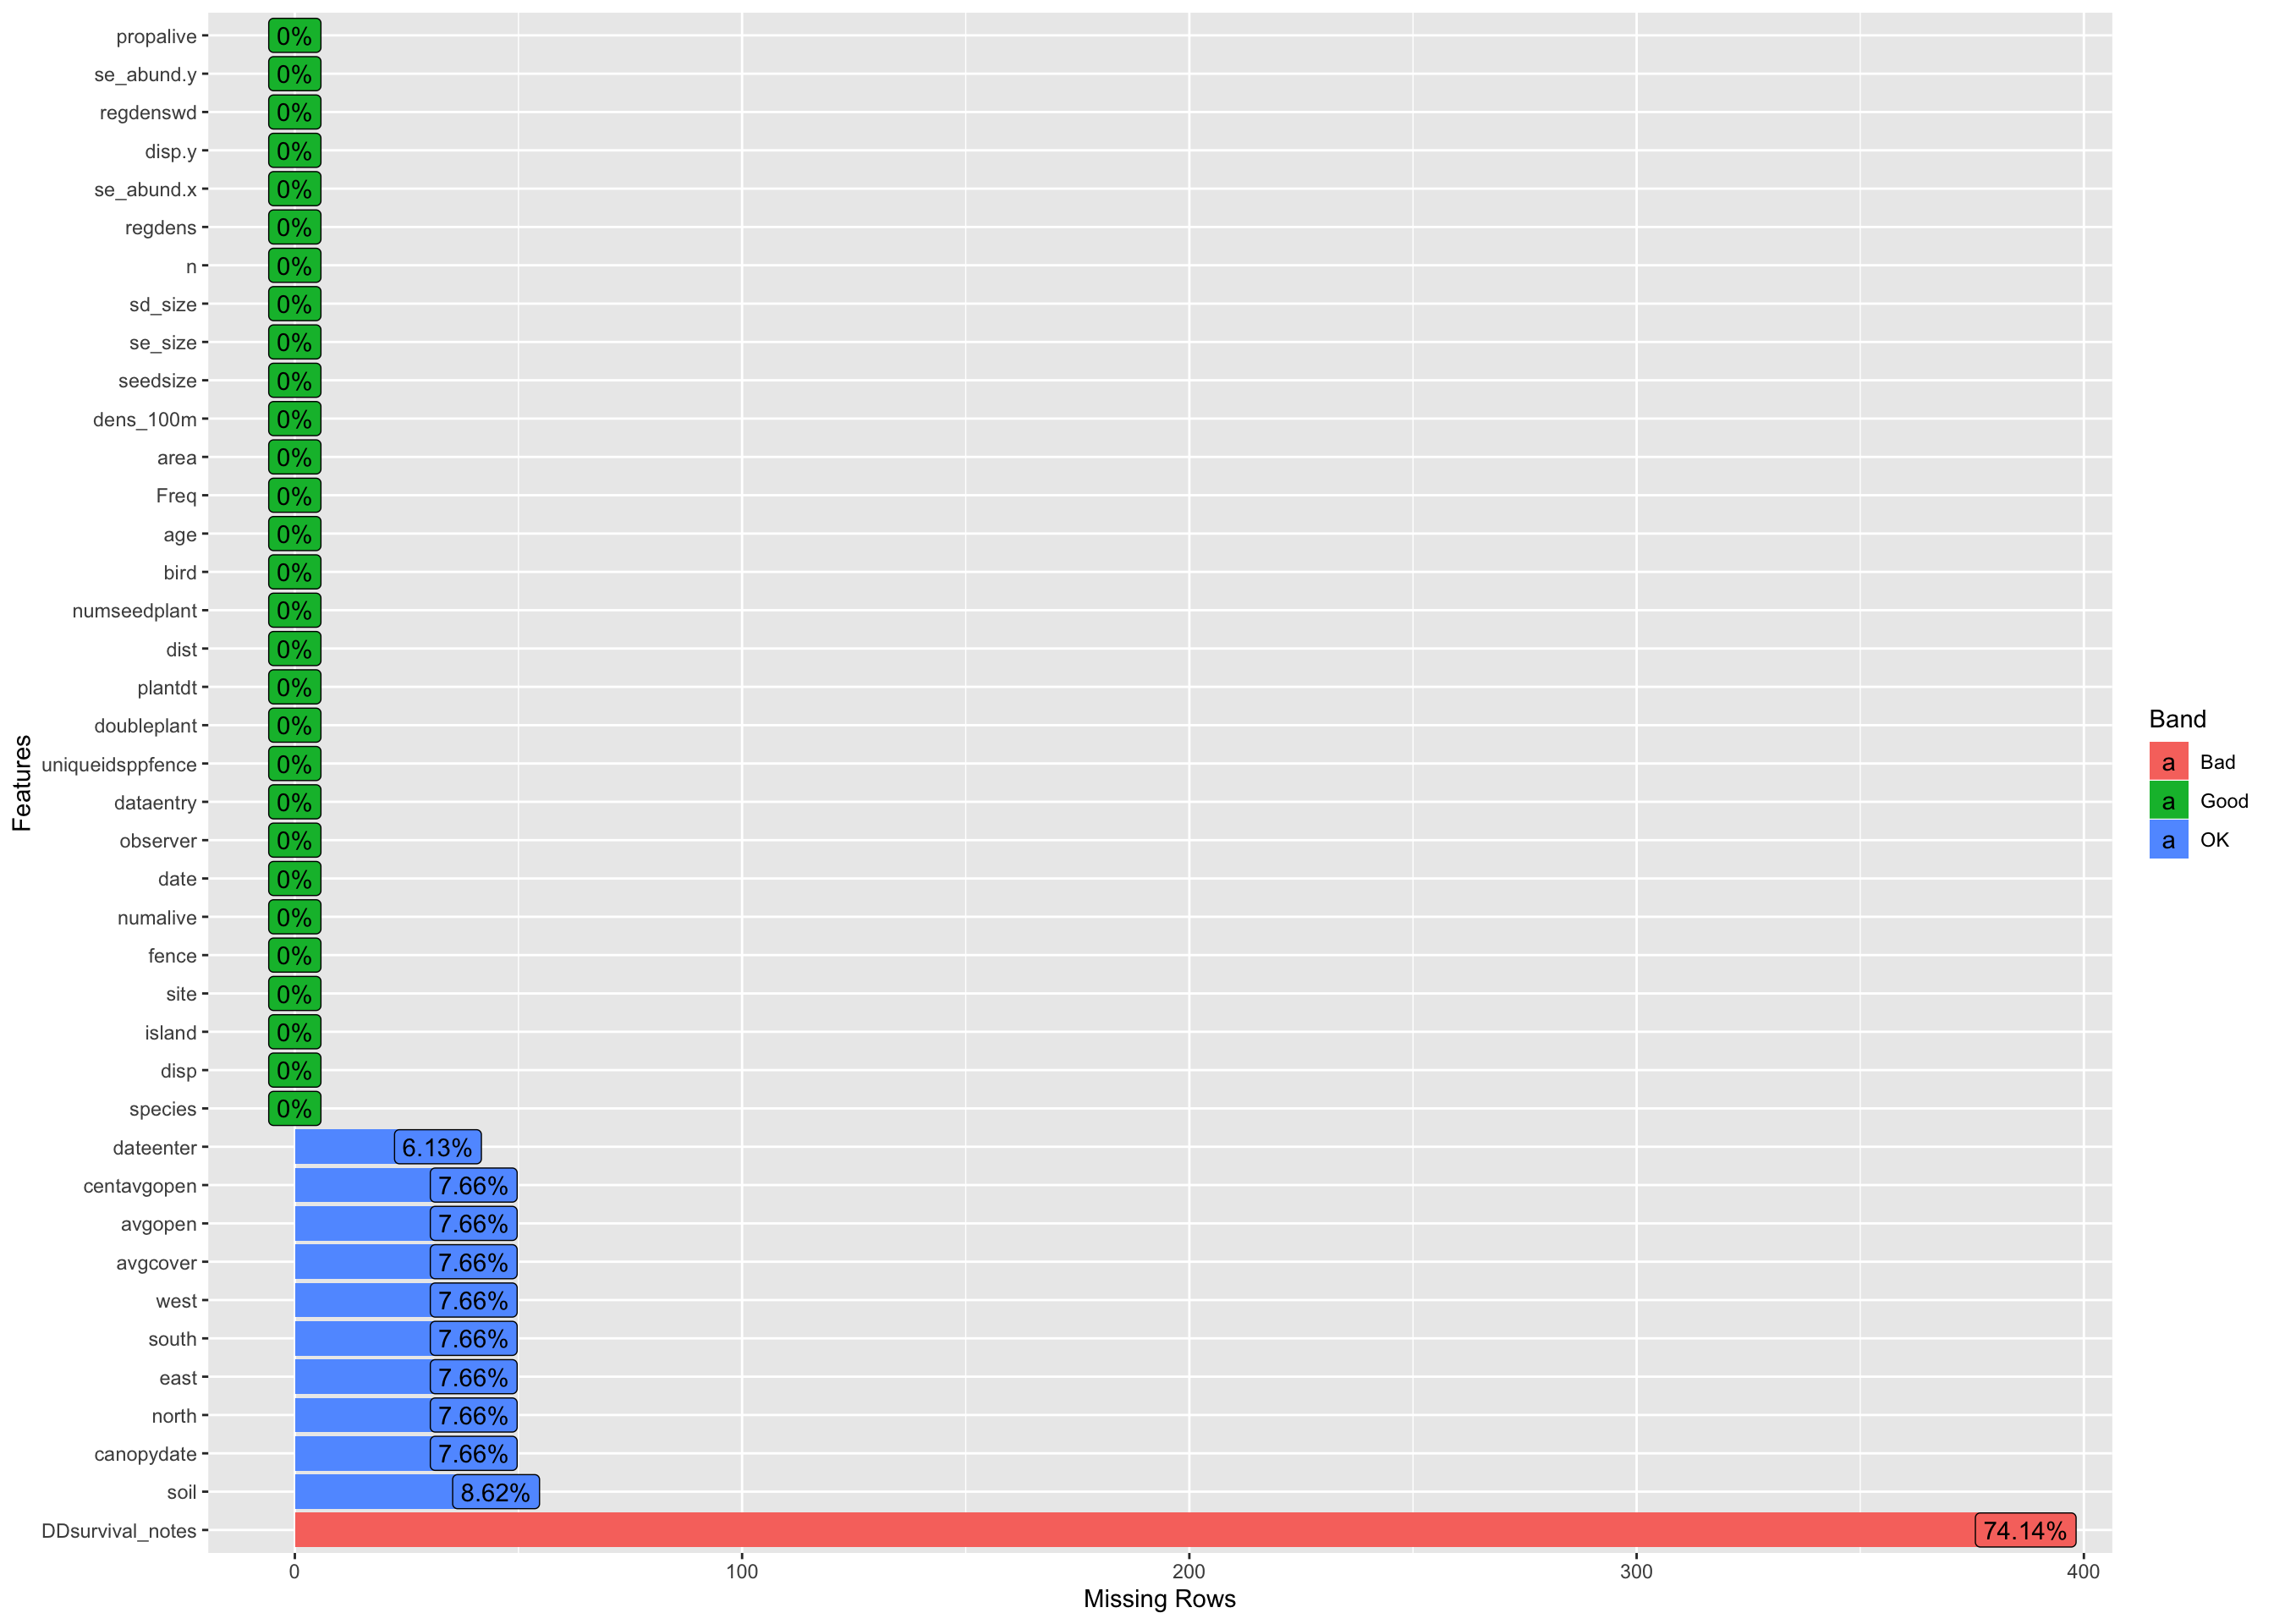 propalive 0%
se_abund.y 0%
regdenswd 0%
disp.y 0%
se_abund.x 0%
regdens 0%
n 0%
sd_size 0%
se_size 0%
seedsize 0%
dens_100m 0%
area 0%
Freq 0%
age 0%
bird 0%
numseedplant 0%
dist 0%
plantdt 0%
doubleplant 0%
uniqueidsppfence 0%
dataentry 0%
observer 0%
date 0%
numalive 0%
fence 0%
site 0%
island 0%
disp 0%
species 0%
dateenter 6.13%
centavgopen 7.66%
avgopen 7.66%
avgcover 7.66%
west 7.66%
south 7.66%
east 7.66%
north 7.66%
canopydate 7.66%
soil 8.62%
DDsurvival_notes 74.14%
0 100 200 300 400
Missing Rows
Features
Band
a Bad
a Good
a OK